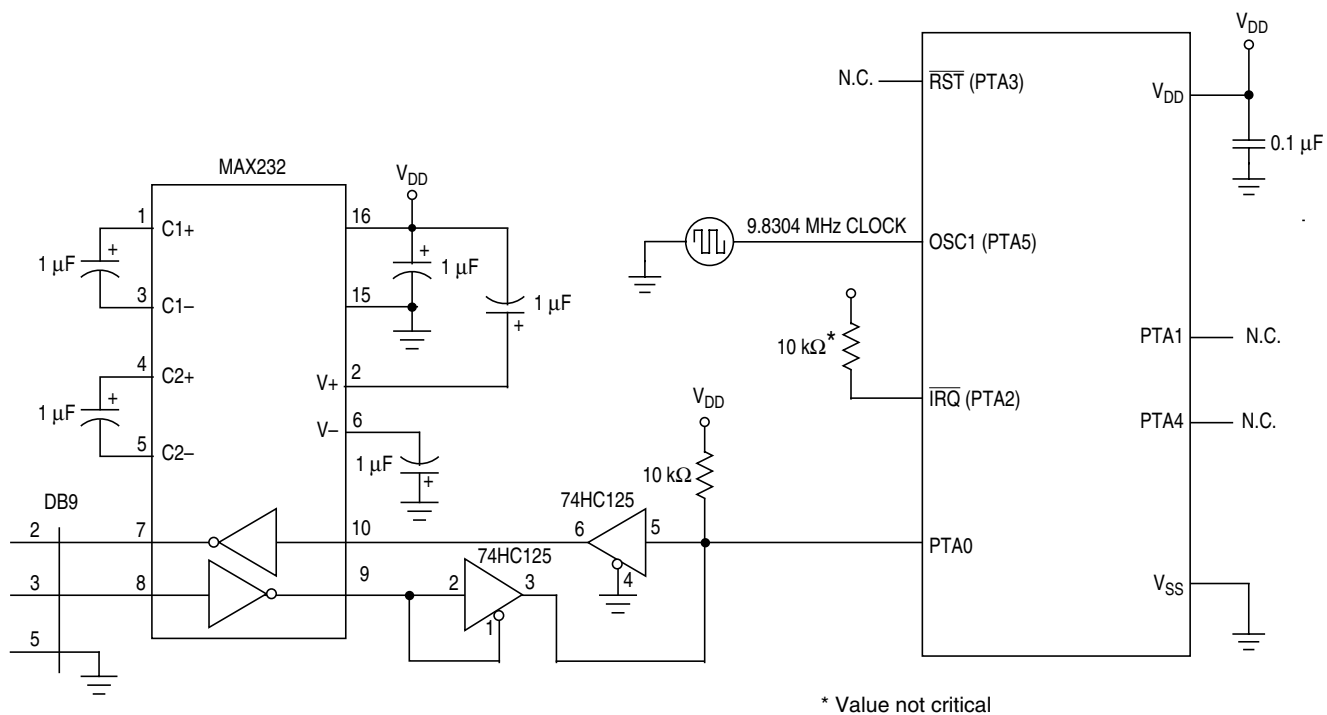 V_DD
N.C.
RST (PTA3)
V_DD
0.1 µF
MAX232
V_DD
1
C1+
16
+
1 µF
+
1 µF
9.8304 MHz CLOCK
OSC1 (PTA5)
3
C1–
15
1 µF
+
10 kΩ*
PTA1
N.C.
4
C2+
V+
2
+
1 µF
V_DD
IRQ (PTA2)
PTA4
N.C.
V–
6
5
C2–
1 µF
+
10 kΩ
DB9
74HC125
2
7
10
6
5
PTA0
4
74HC125
3
8
9
2
3
1
V_SS
5
* Value not critical